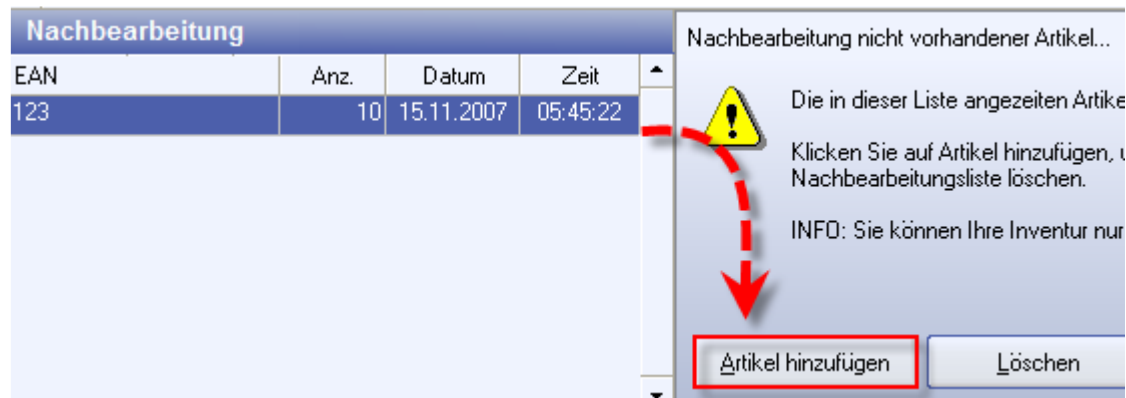 Nachbearbeitung
EAN Anz. Datum Zeit
123 10 15.11.2007 05:45:22
Nachbearbeitung nicht vorhandener Artikel...
Die in dieser Liste angezeiten Artike
Klicken Sie auf Artikel hinzufügen, u
Nachbearbeitungsliste löschen.
INFO: Sie können Ihre Inventur nur
Artikel hinzufügen
Löschen